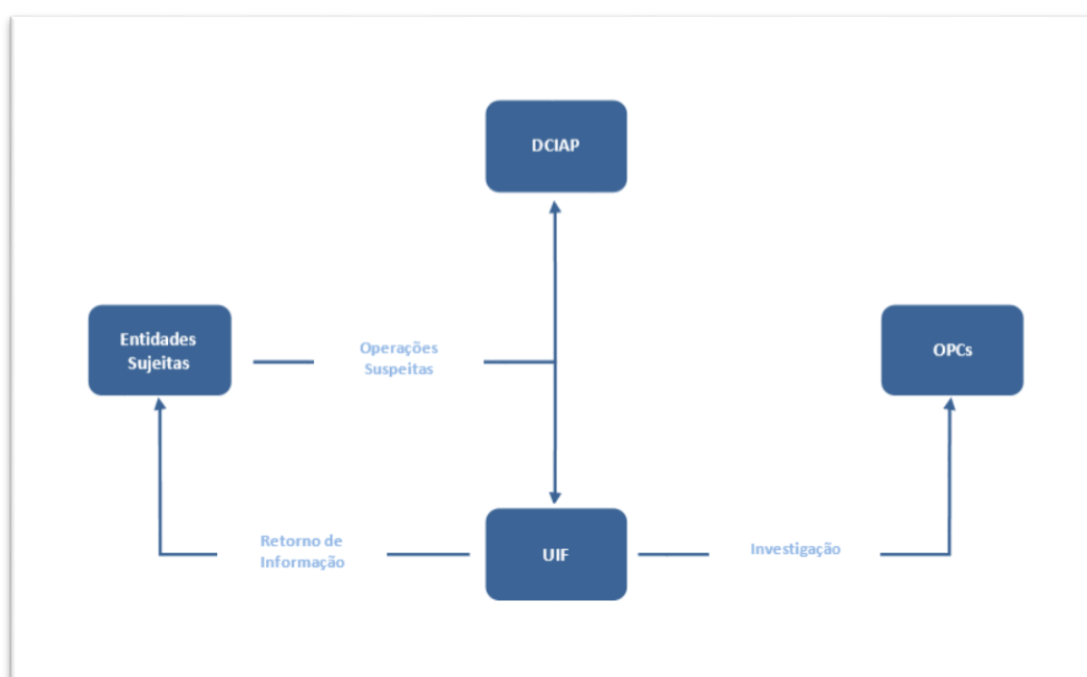 DCIAP
Entidades
Sujeitas
Operações
Suspeitas
OPCs
Retorno de
Informação
UIF
Investigação